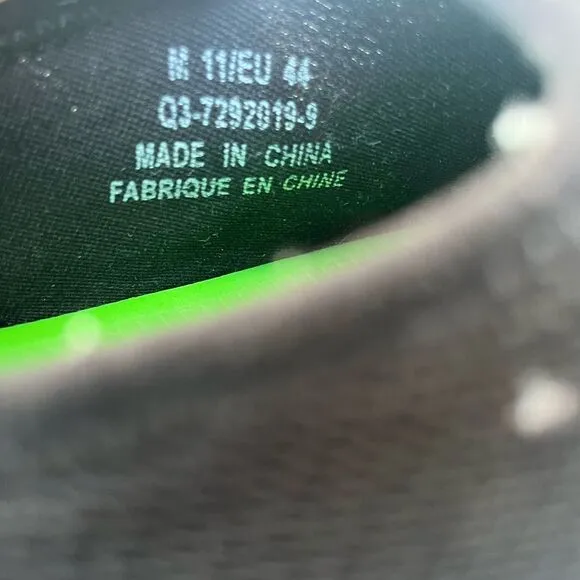 M 11/EU 44
Q3-7292019-9
MADE IN CHINA
FABRIQUE EN CHINE